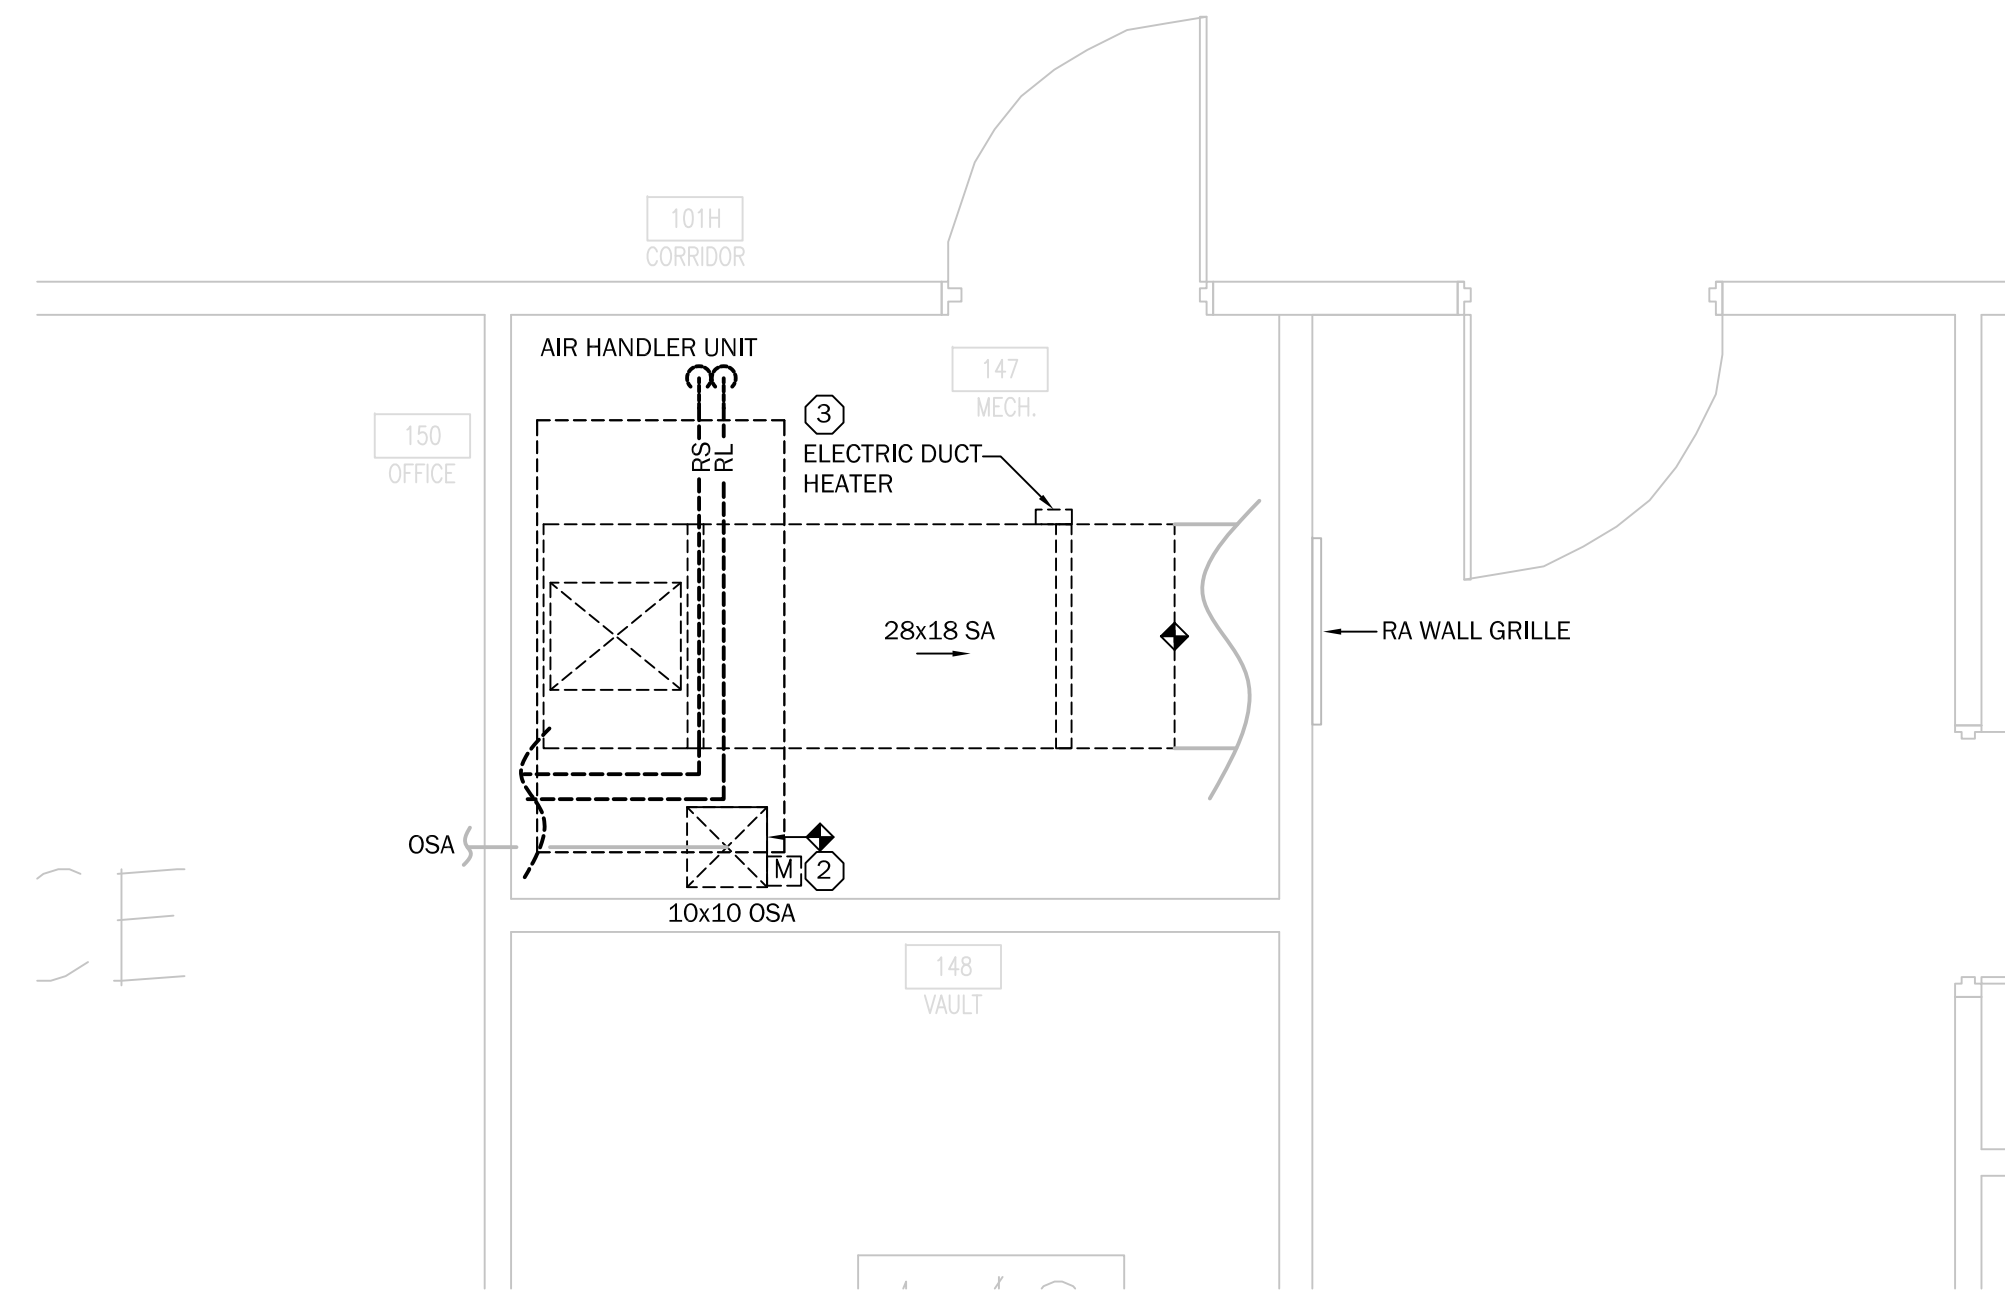 101H
CORRIDOR
AIR HANDLER UNIT
147
MECH.
3
150
OFFICE
RS
RL
ELECTRIC DUCT
HEATER
28x18 SA
RA WALL GRILLE
OSA
M
2
10x10 OSA
CE
148
VAULT